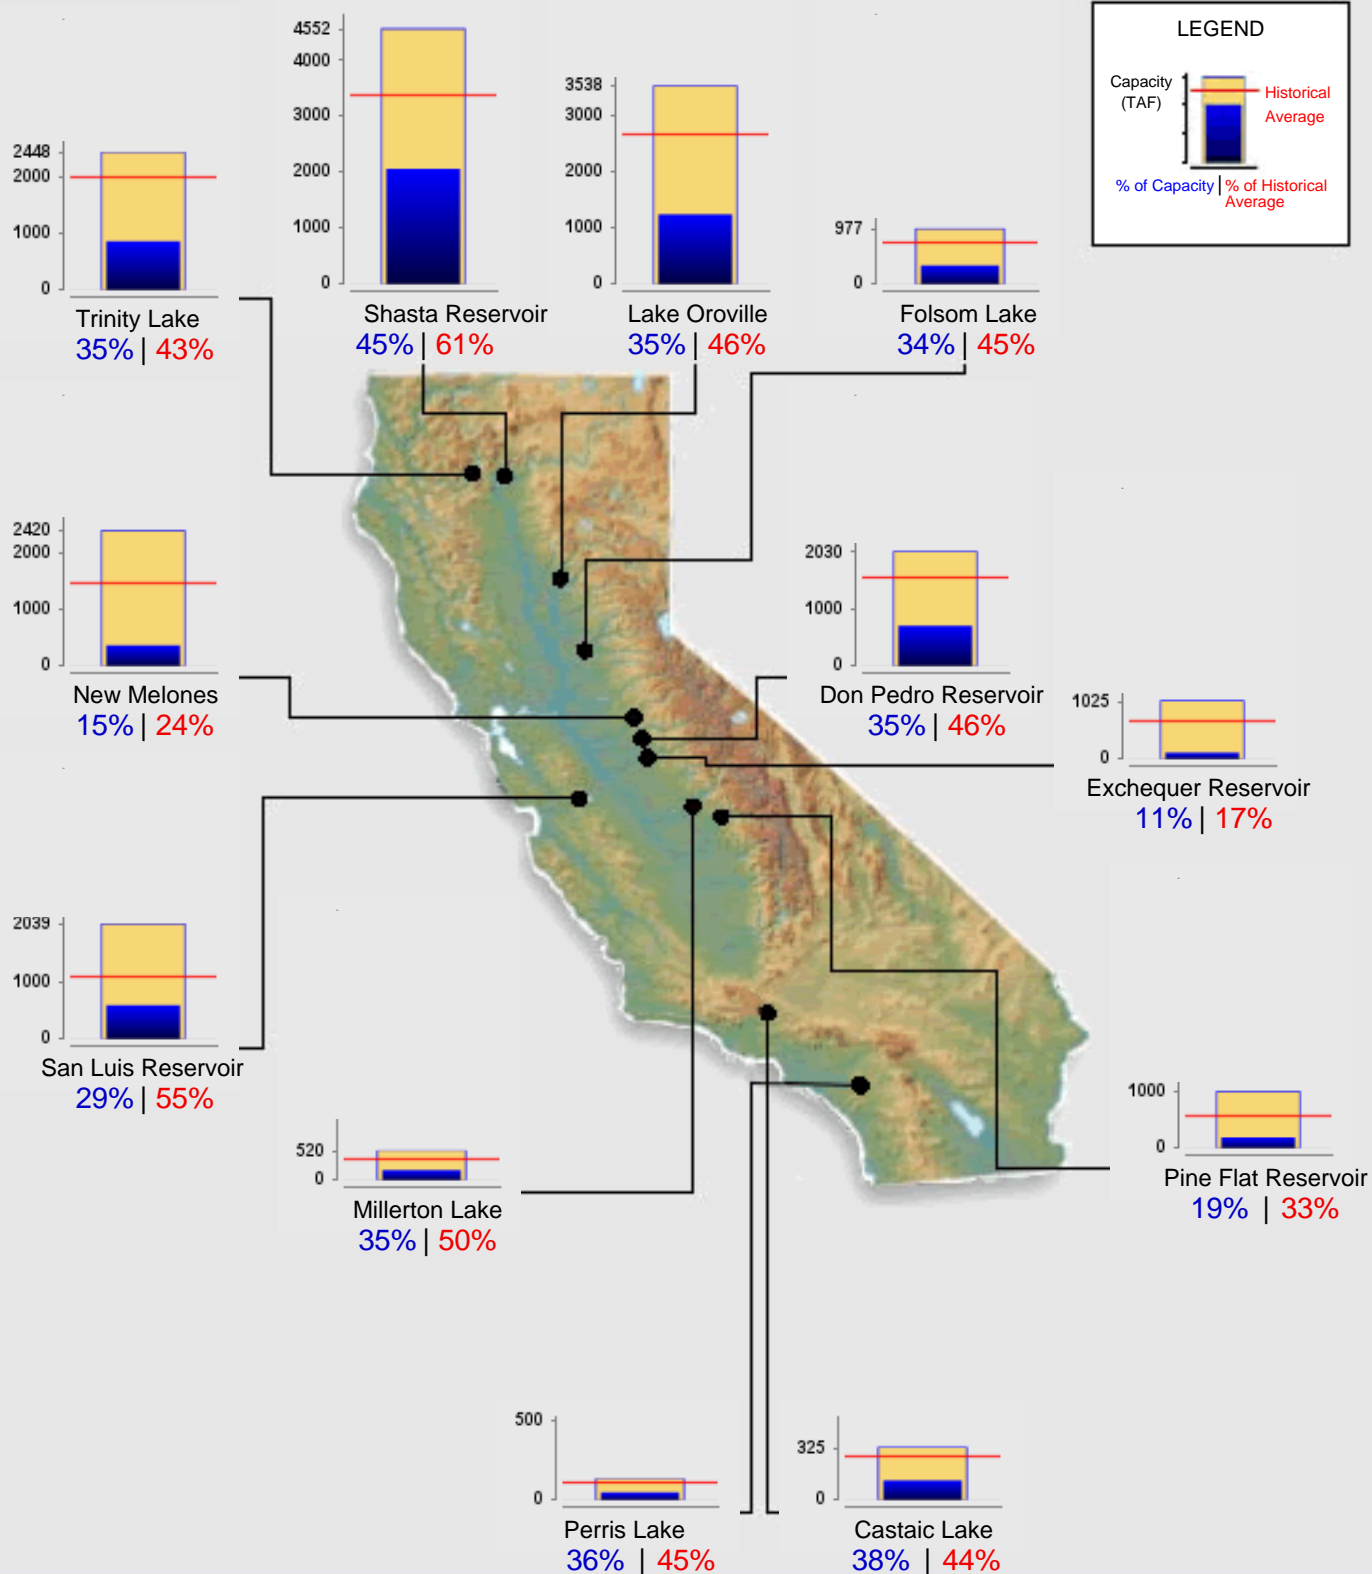 LEGEND
Capacity
(TAF)
Historical
Average
% of Capacity | % of Historical
Average
2448
2000
1000
0
Trinity Lake
35% | 43%
4552
4000
3000
2000
1000
0
Shasta Reservoir
45% | 61%
3538
3000
2000
1000
0
Lake Oroville
35% | 46%
977
0
Folsom Lake
34% | 45%
2420
2000
1000
0
New Melones
15% | 24%
2030
1000
0
Don Pedro Reservoir
35% | 46%
1025
0
Exchequer Reservoir
11% | 17%
2039
1000
0
San Luis Reservoir
29% | 55%
520
0
Millerton Lake
35% | 50%
1000
0
Pine Flat Reservoir
19% | 33%
500
0
Perris Lake
36% | 45%
325
0
Castaic Lake
38% | 44%